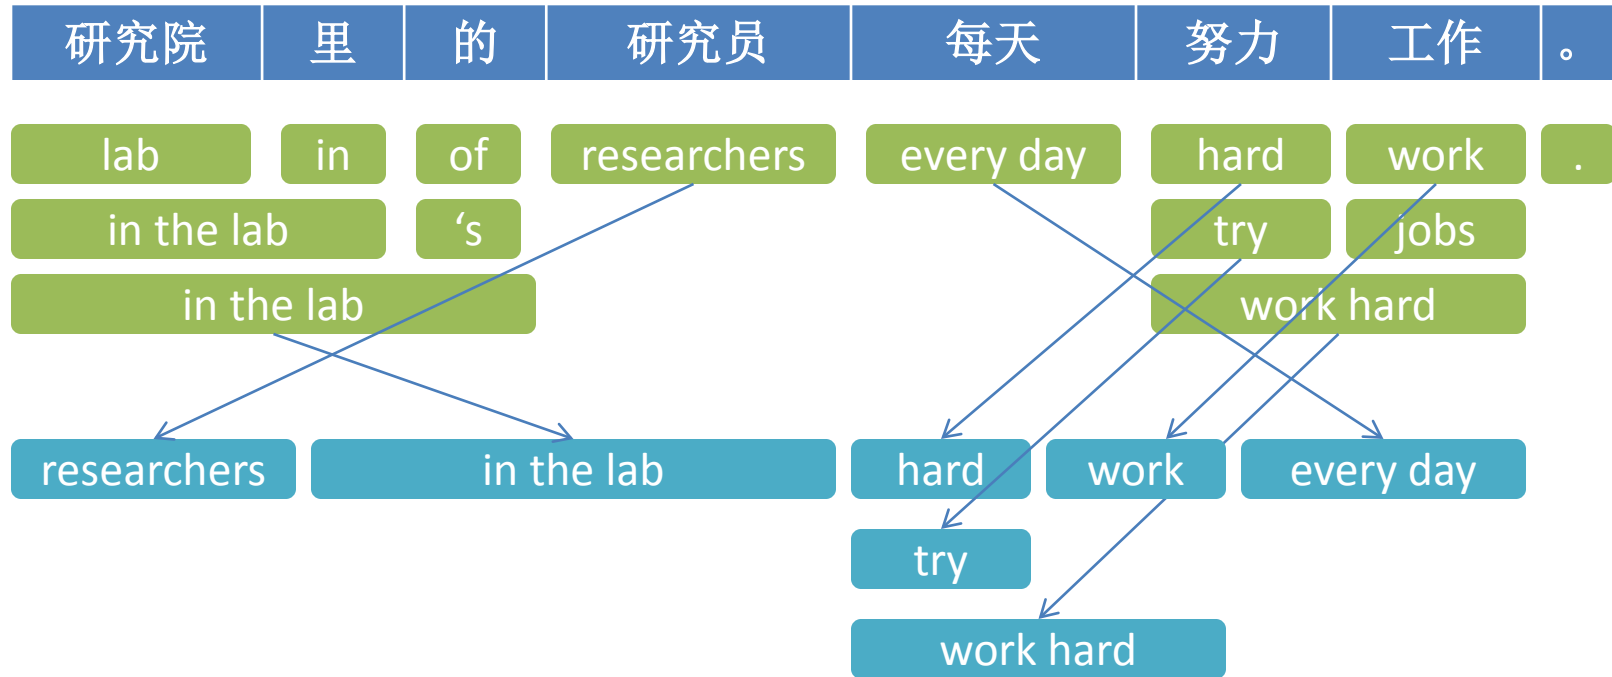 研究院 里 的 研究员 每天 努力 工作 。
lab in of researchers every day hard work .
in the lab ‘s try jobs
in the lab work hard
researchers in the lab hard work every day
try
work hard